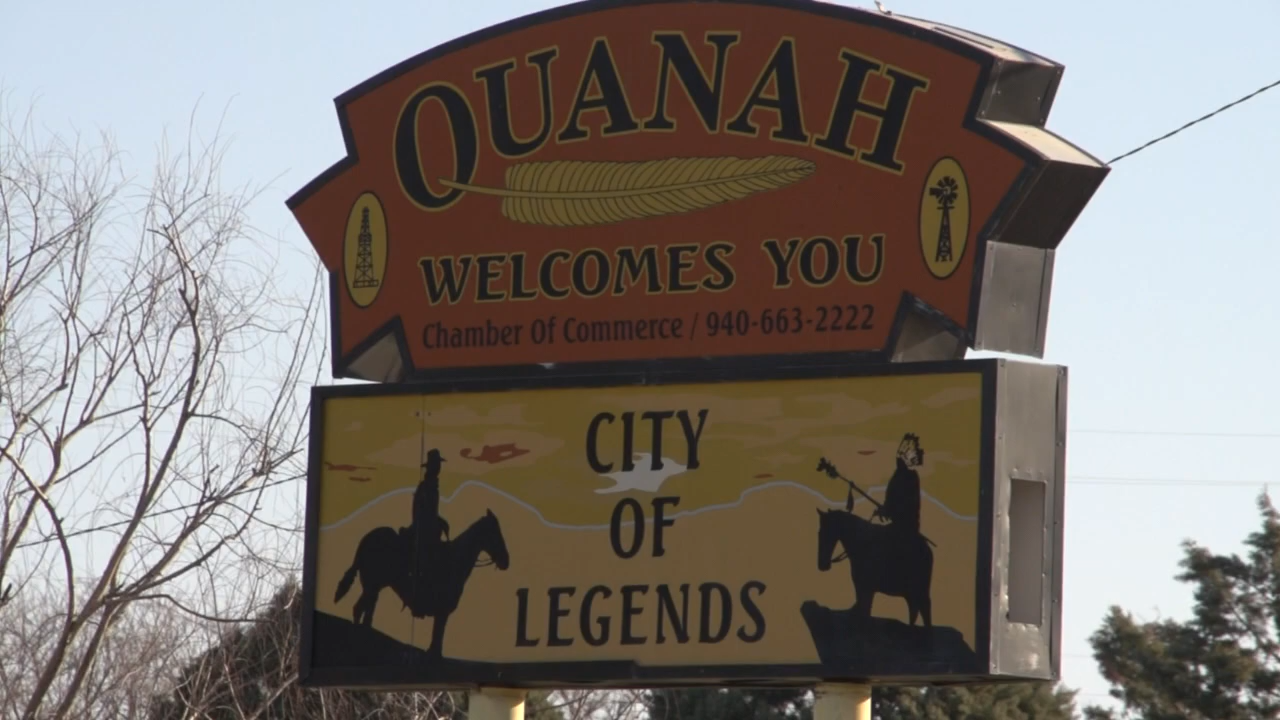 QUANAH
WELCOMES YOU
Chamber Of Commerce / 940-663-2222
CITY
OF
LEGENDS